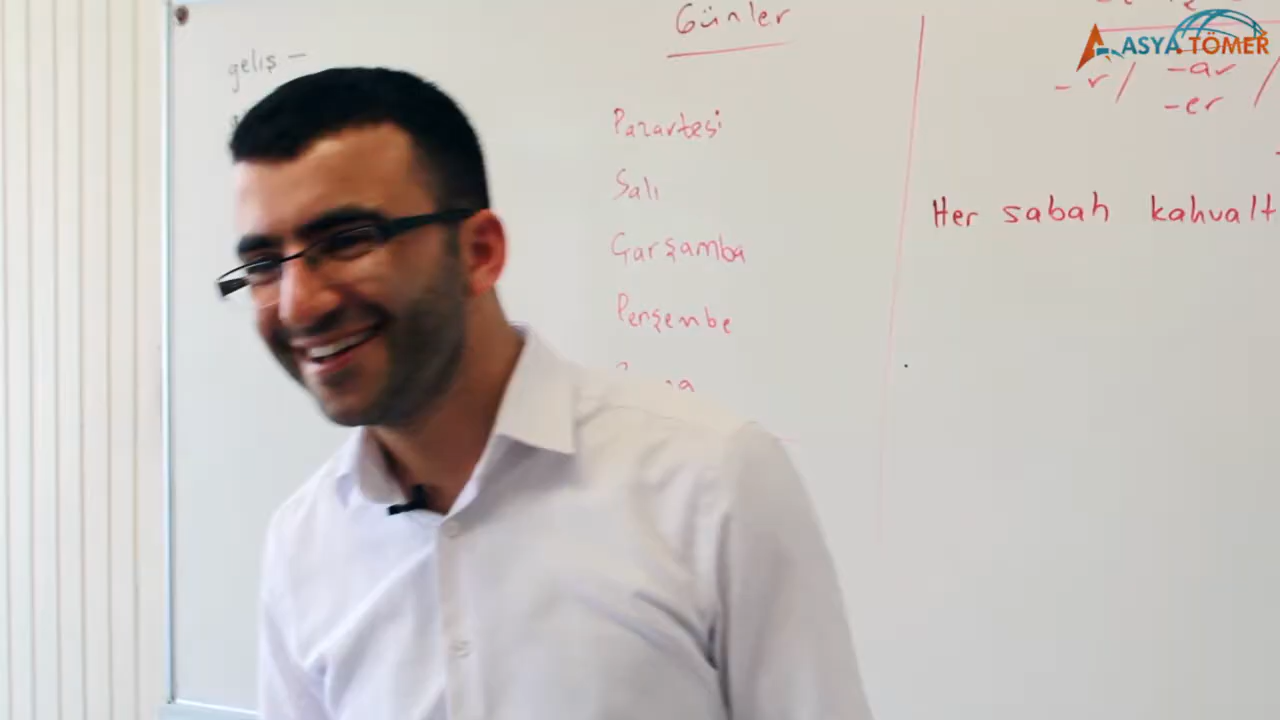 geliş –
Günler
Pazartesi
Salı
Çarşamba
Perşembe
ASYA TÖMER
-r / -ar /
-er
Her sabah kahvalt